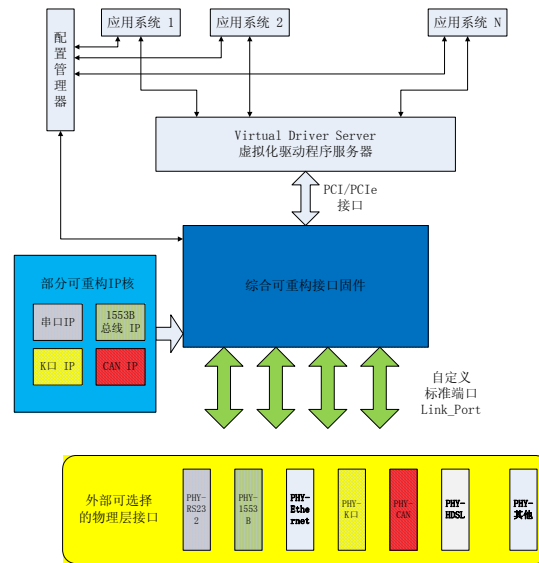 应用系统 1
应用系统 2
应用系统 N
配
置
管
理
器
Virtual Driver Server
虚拟化驱动程序服务器
PCI/PCIe
接口
综合可重构接口固件
部分可重构IP核
串口IP
1553B
总线 IP
K口 IP
CAN IP
自定义
标准端口
Link_Port
外部可选择
的物理层接口
PHY-
RS23
2
PHY-
1553
B
PHY-
Ethe
rnet
PHY-
K口
PHY-
CAN
PHY-
HDSL
PHY-
其他